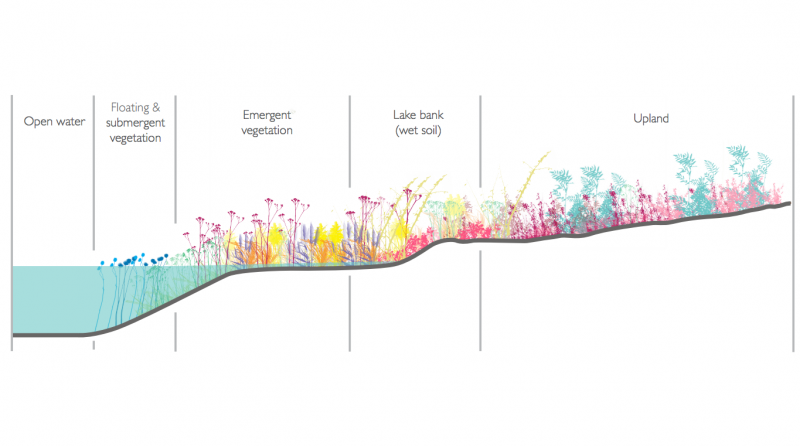 Open water
Floating &
submergent
vegetation
Emergent
vegetation
Lake bank
(wet soil)
Upland